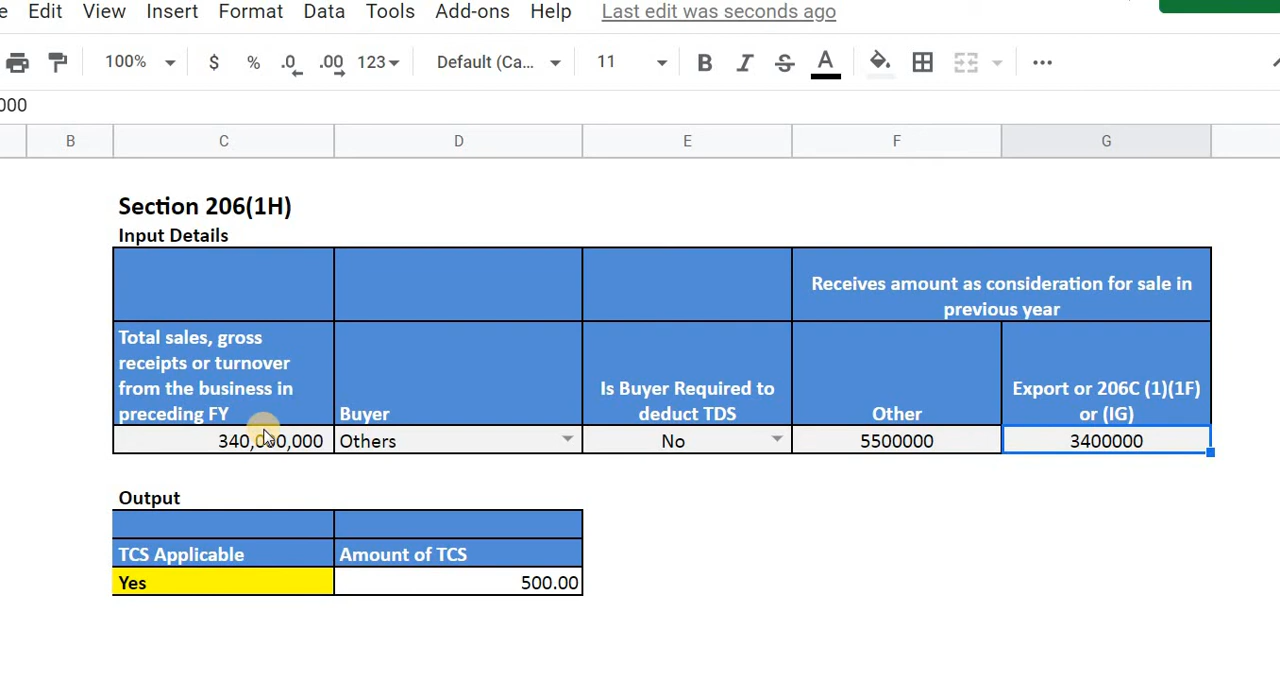 e Edit View Insert Format Data Tools Add-ons Help Last edit was seconds ago
100% $ % .0 .00 123 Default (Ca... 11 B I S A ...
000
B C D E F G
Section 206(1H)
Input Details
Receives amount as consideration for sale in
previous year
Total sales, gross
receipts or turnover
from the business in
preceding FY
Buyer
Is Buyer Required to
deduct TDS
Other
Export or 206C (1)(1F)
or (IG)
340,000,000 Others No 5500000 3400000
Output
TCS Applicable Amount of TCS
Yes 500.00